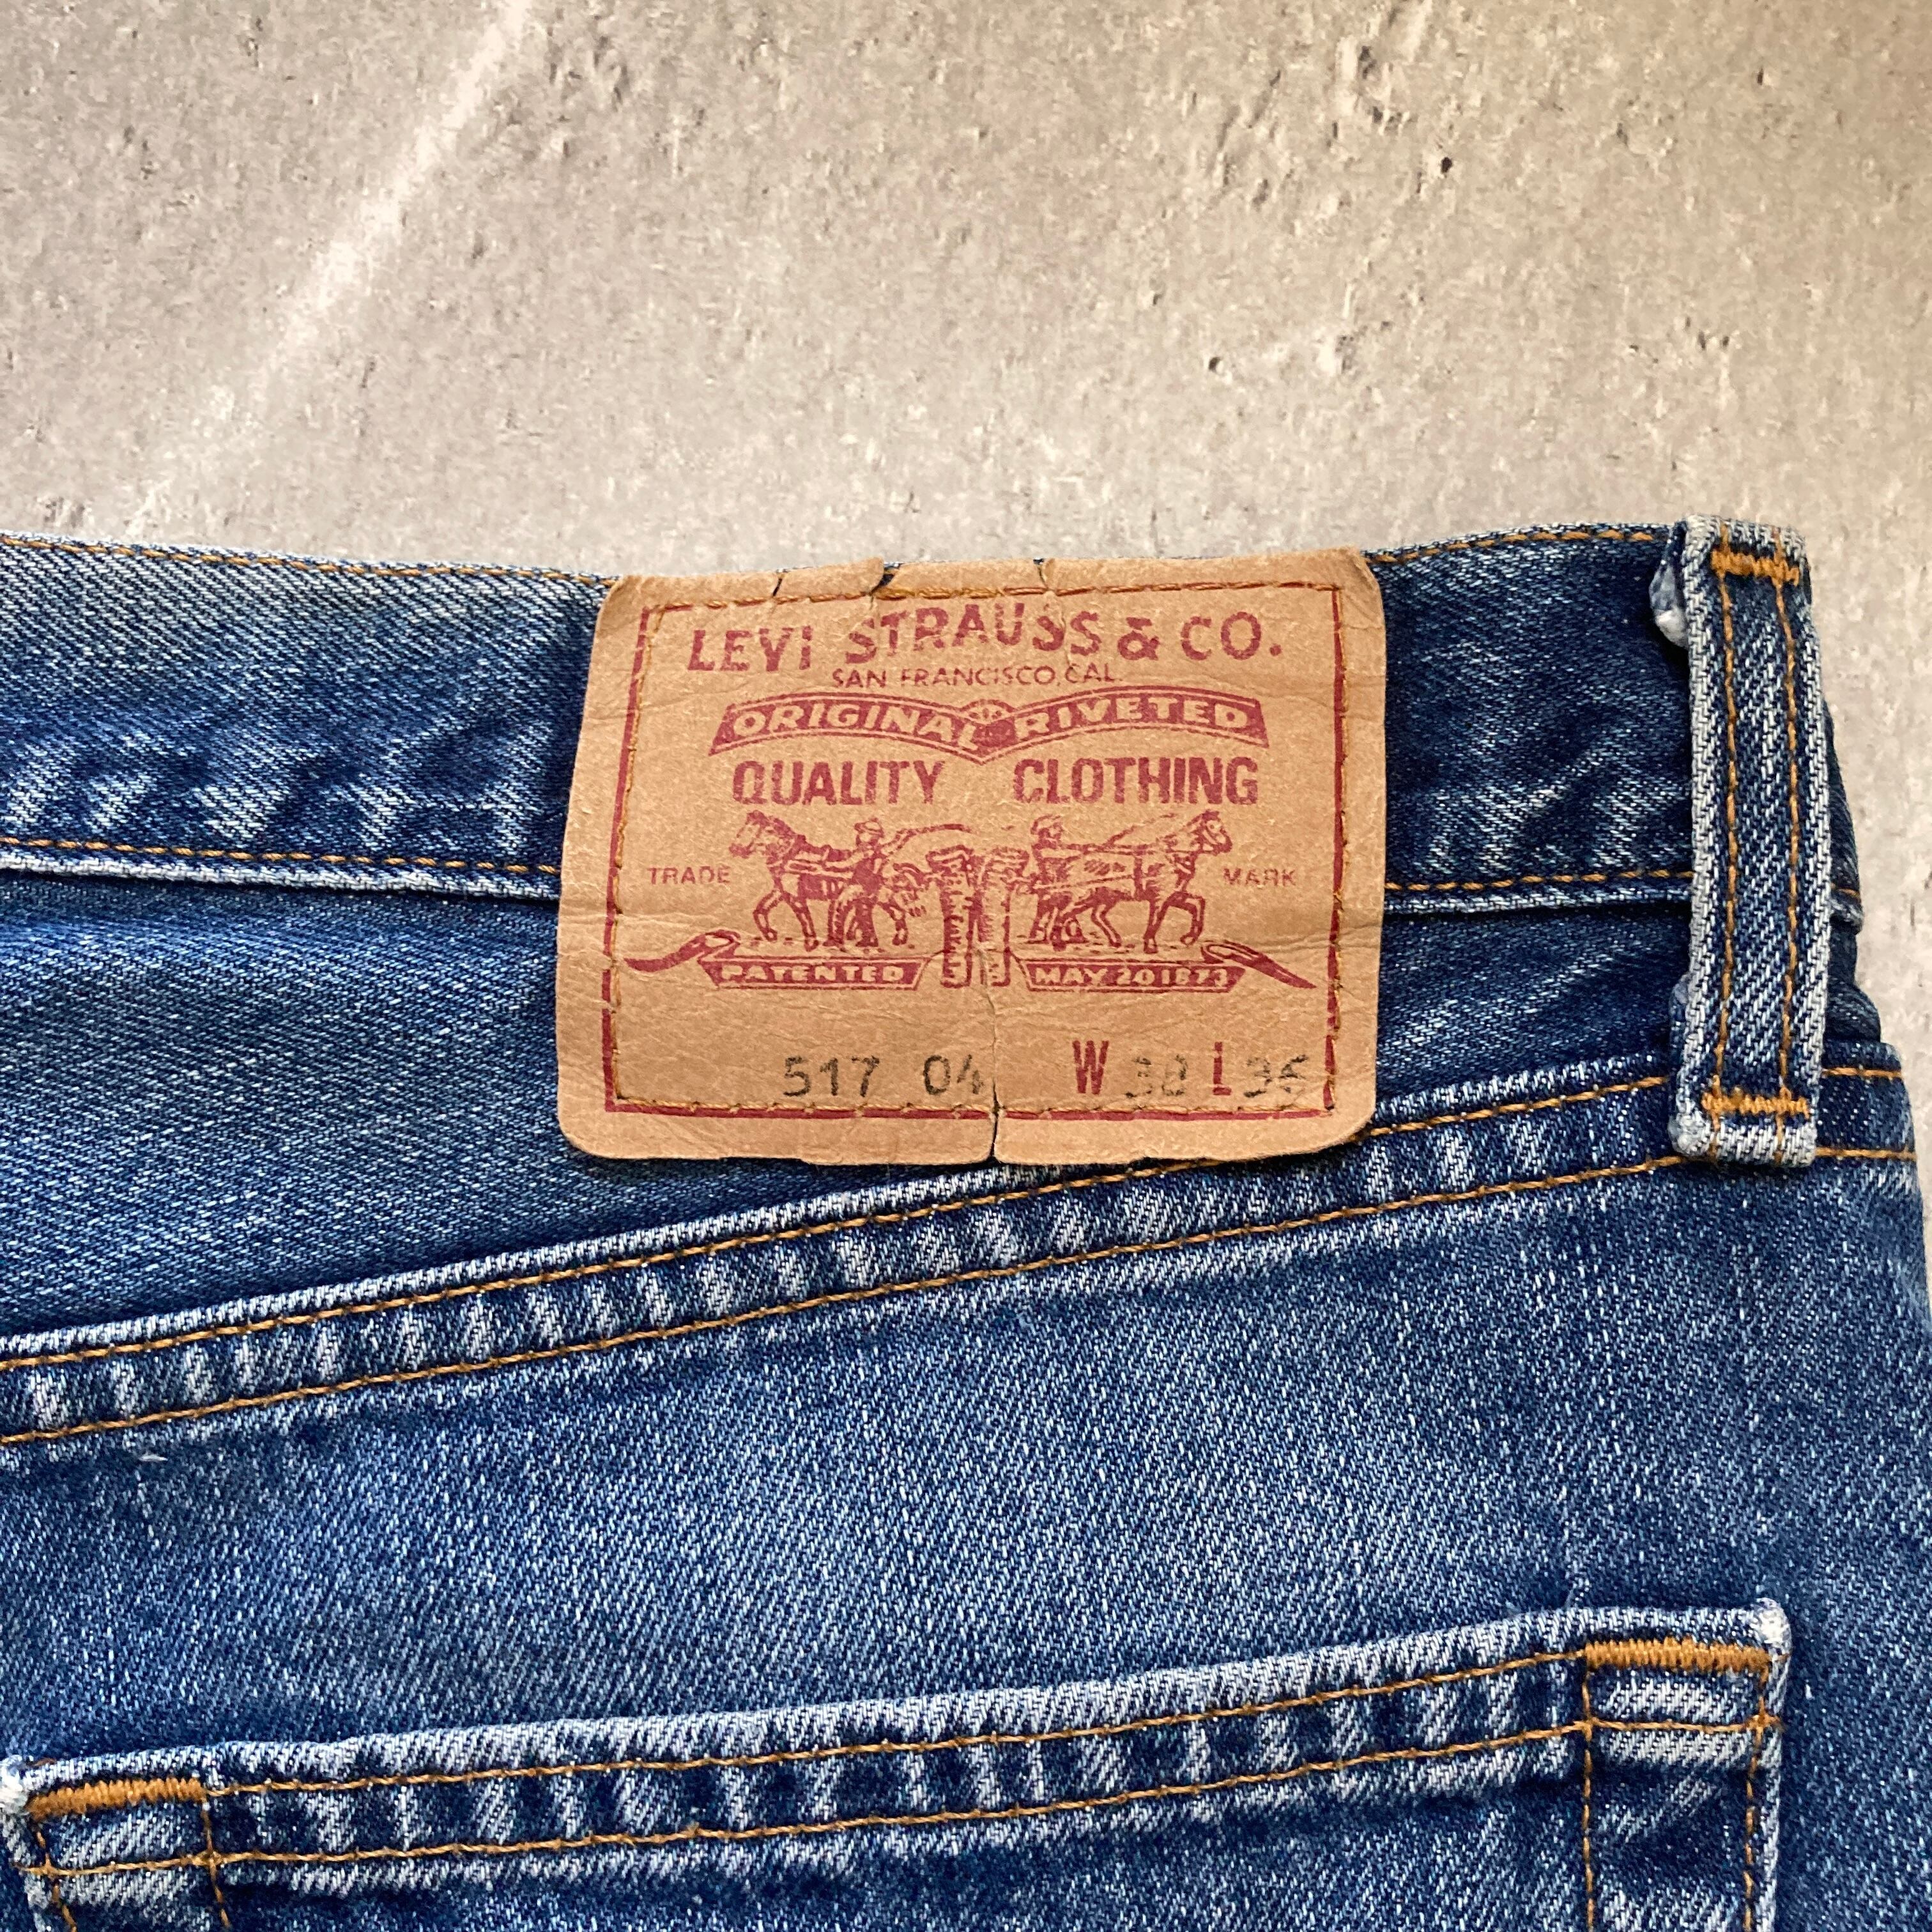 LEVI STRAUSS & CO.
SAN FRANCISCO, CAL.
ORIGINAL RIVETED
QUALITY CLOTHING
TRADE MARK
PATENTED MAY 20 1873
517 04 W 38 L 36